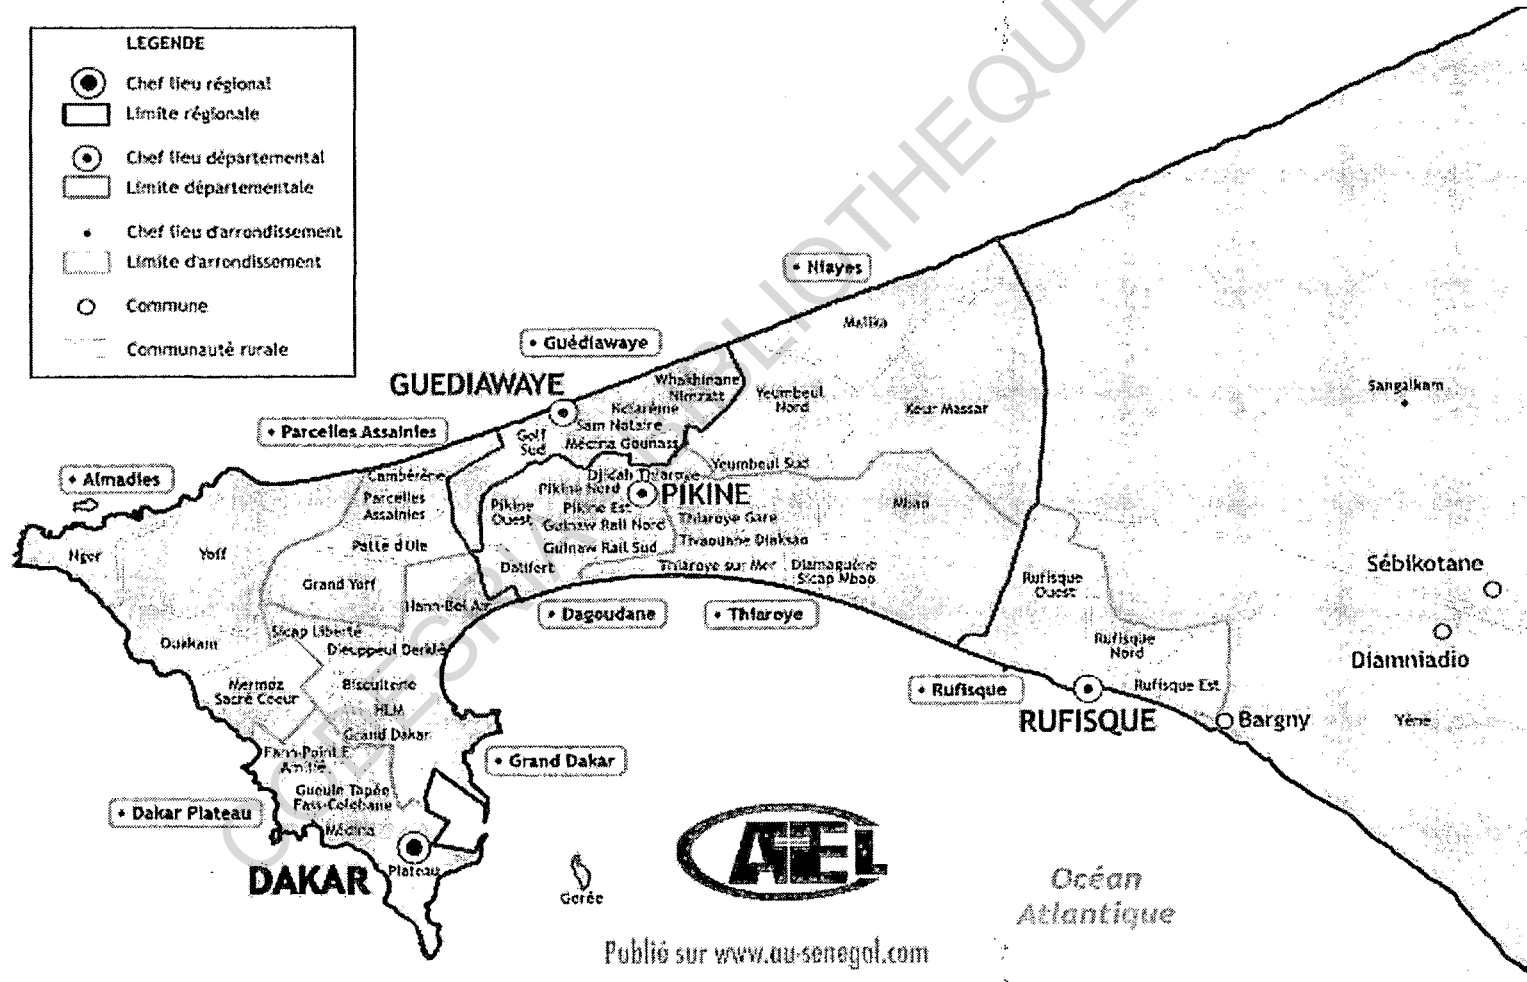 LEGENDE
Chef lieu régional
Limite régionale
Chef lieu départemental
Limite départementale
Chef lieu d'arrondissement
Limite d'arrondissement
Commune
Communauté rurale
CODESRIA - BIBLIOTHEQUE
• Niayes
Malika
• Guédiawaye
GUEDIAWAYE
Yeumbeul
Nord
Keur Massar
Sangalkam
Sam Notaire
Golf
Sud
Médina Gounass
• Parcelles Assainies
Yeumbeul Sud
• Almadies
Cambérène
Parcelles
Assainies
Pikine Nord
PIKINE
Pikine
Ouest
Pikine Est
Guinaw Rail Nord
Thiaroye Gare
Mbao
Ngor
Yoff
Patte d'Oie
Guinaw Rail Sud
Tivaouane Diaksao
Grand Yoff
Dalifort
Thiaroye sur Mer
Diamaguène
Sicap Mbao
Hann-Bel Air
Rufisque
Ouest
Sébikotane
• Dagoudane
• Thiaroye
Ouakam
Sicap Liberté
Dieuppeul Derklé
Rufisque
Nord
Diamniadio
Mermoz
Sacré Coeur
Biscuiterie
HLM
Grand Dakar
• Rufisque
Rufisque Est
RUFISQUE
Bargny
Yène
Fann-Point E
• Grand Dakar
Gueule Tapée
Fass-Colobane
• Dakar Plateau
Médina
Plateau
DAKAR
Gorée
Océan
Atlantique
Publié sur www.au-senegal.com